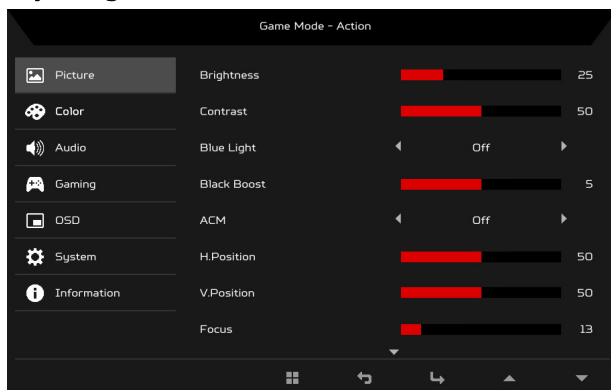 Game Mode - Action
Picture
Brightness 25
Color
Contrast 50
Audio
Blue Light Off
Gaming
Black Boost 5
OSD
ACM Off
System
H.Position 50
Information
V.Position 50
Focus 13